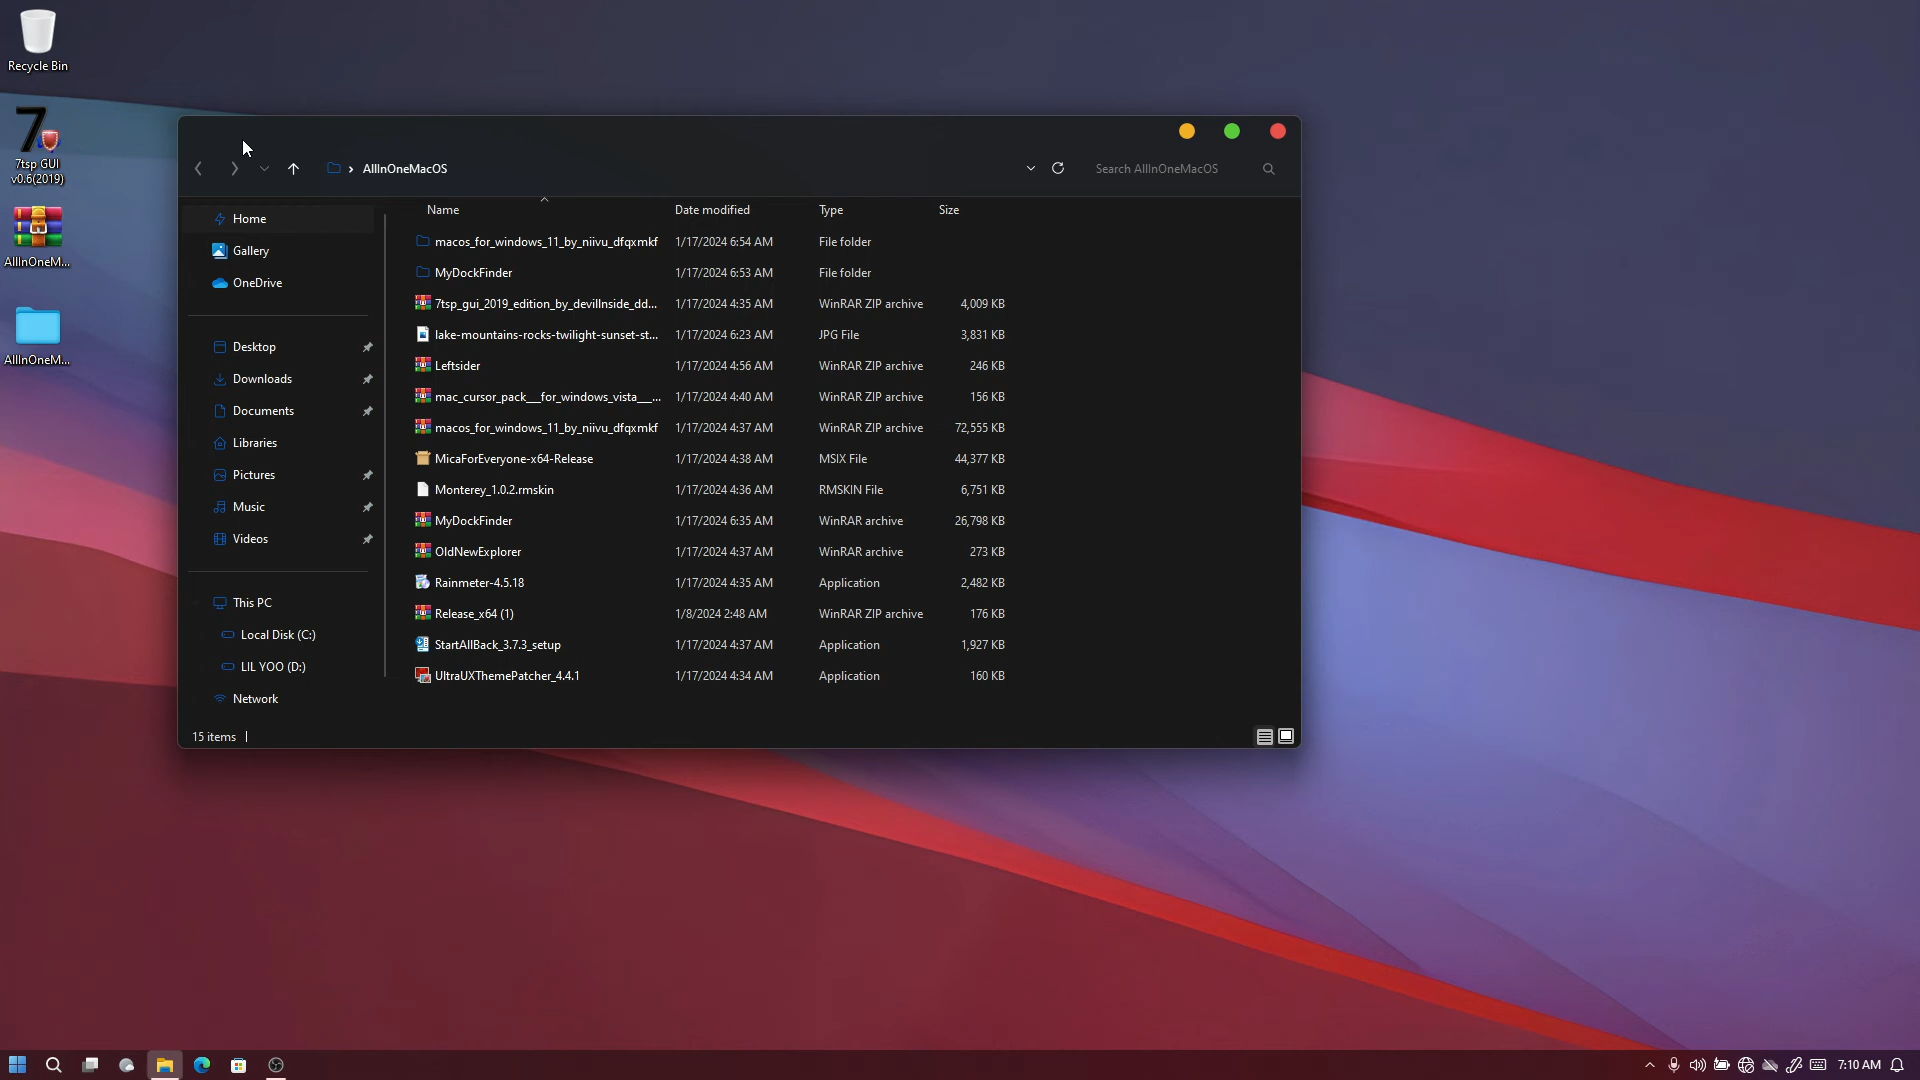 Recycle Bin
7tsp GUI
v0.6(2019)
AllInOneM...
AllInOneM...
AllInOneMacOS
Search AllInOneMacOS
Home
Gallery
OneDrive
Desktop
Downloads
Documents
Libraries
Pictures
Music
Videos
This PC
Local Disk (C:)
LIL YOO (D:)
Network
Name Date modified Type Size
macos_for_windows_11_by_niivu_dfqxmkf 1/17/2024 6:54 AM File folder
MyDockFinder 1/17/2024 6:53 AM File folder
7tsp_gui_2019_edition_by_devillnside_dd... 1/17/2024 4:35 AM WinRAR ZIP archive 4,009 KB
lake-mountains-rocks-twilight-sunset-st... 1/17/2024 6:23 AM JPG File 3,831 KB
Leftsider 1/17/2024 4:56 AM WinRAR ZIP archive 246 KB
mac_cursor_pack__for_windows_vista__... 1/17/2024 4:40 AM WinRAR ZIP archive 156 KB
macos_for_windows_11_by_niivu_dfqxmkf 1/17/2024 4:37 AM WinRAR ZIP archive 72,555 KB
MicaForEveryone-x64-Release 1/17/2024 4:38 AM MSIX File 44,377 KB
Monterey_1.0.2.rmskin 1/17/2024 4:36 AM RMSKIN File 6,751 KB
MyDockFinder 1/17/2024 6:35 AM WinRAR archive 26,798 KB
OldNewExplorer 1/17/2024 4:37 AM WinRAR archive 273 KB
Rainmeter-4.5.18 1/17/2024 4:35 AM Application 2,482 KB
Release_x64 (1) 1/8/2024 2:48 AM WinRAR ZIP archive 176 KB
StartAllBack_3.7.3_setup 1/17/2024 4:37 AM Application 1,927 KB
UltraUXThemePatcher_4.4.1 1/17/2024 4:34 AM Application 160 KB
15 items
7:10 AM